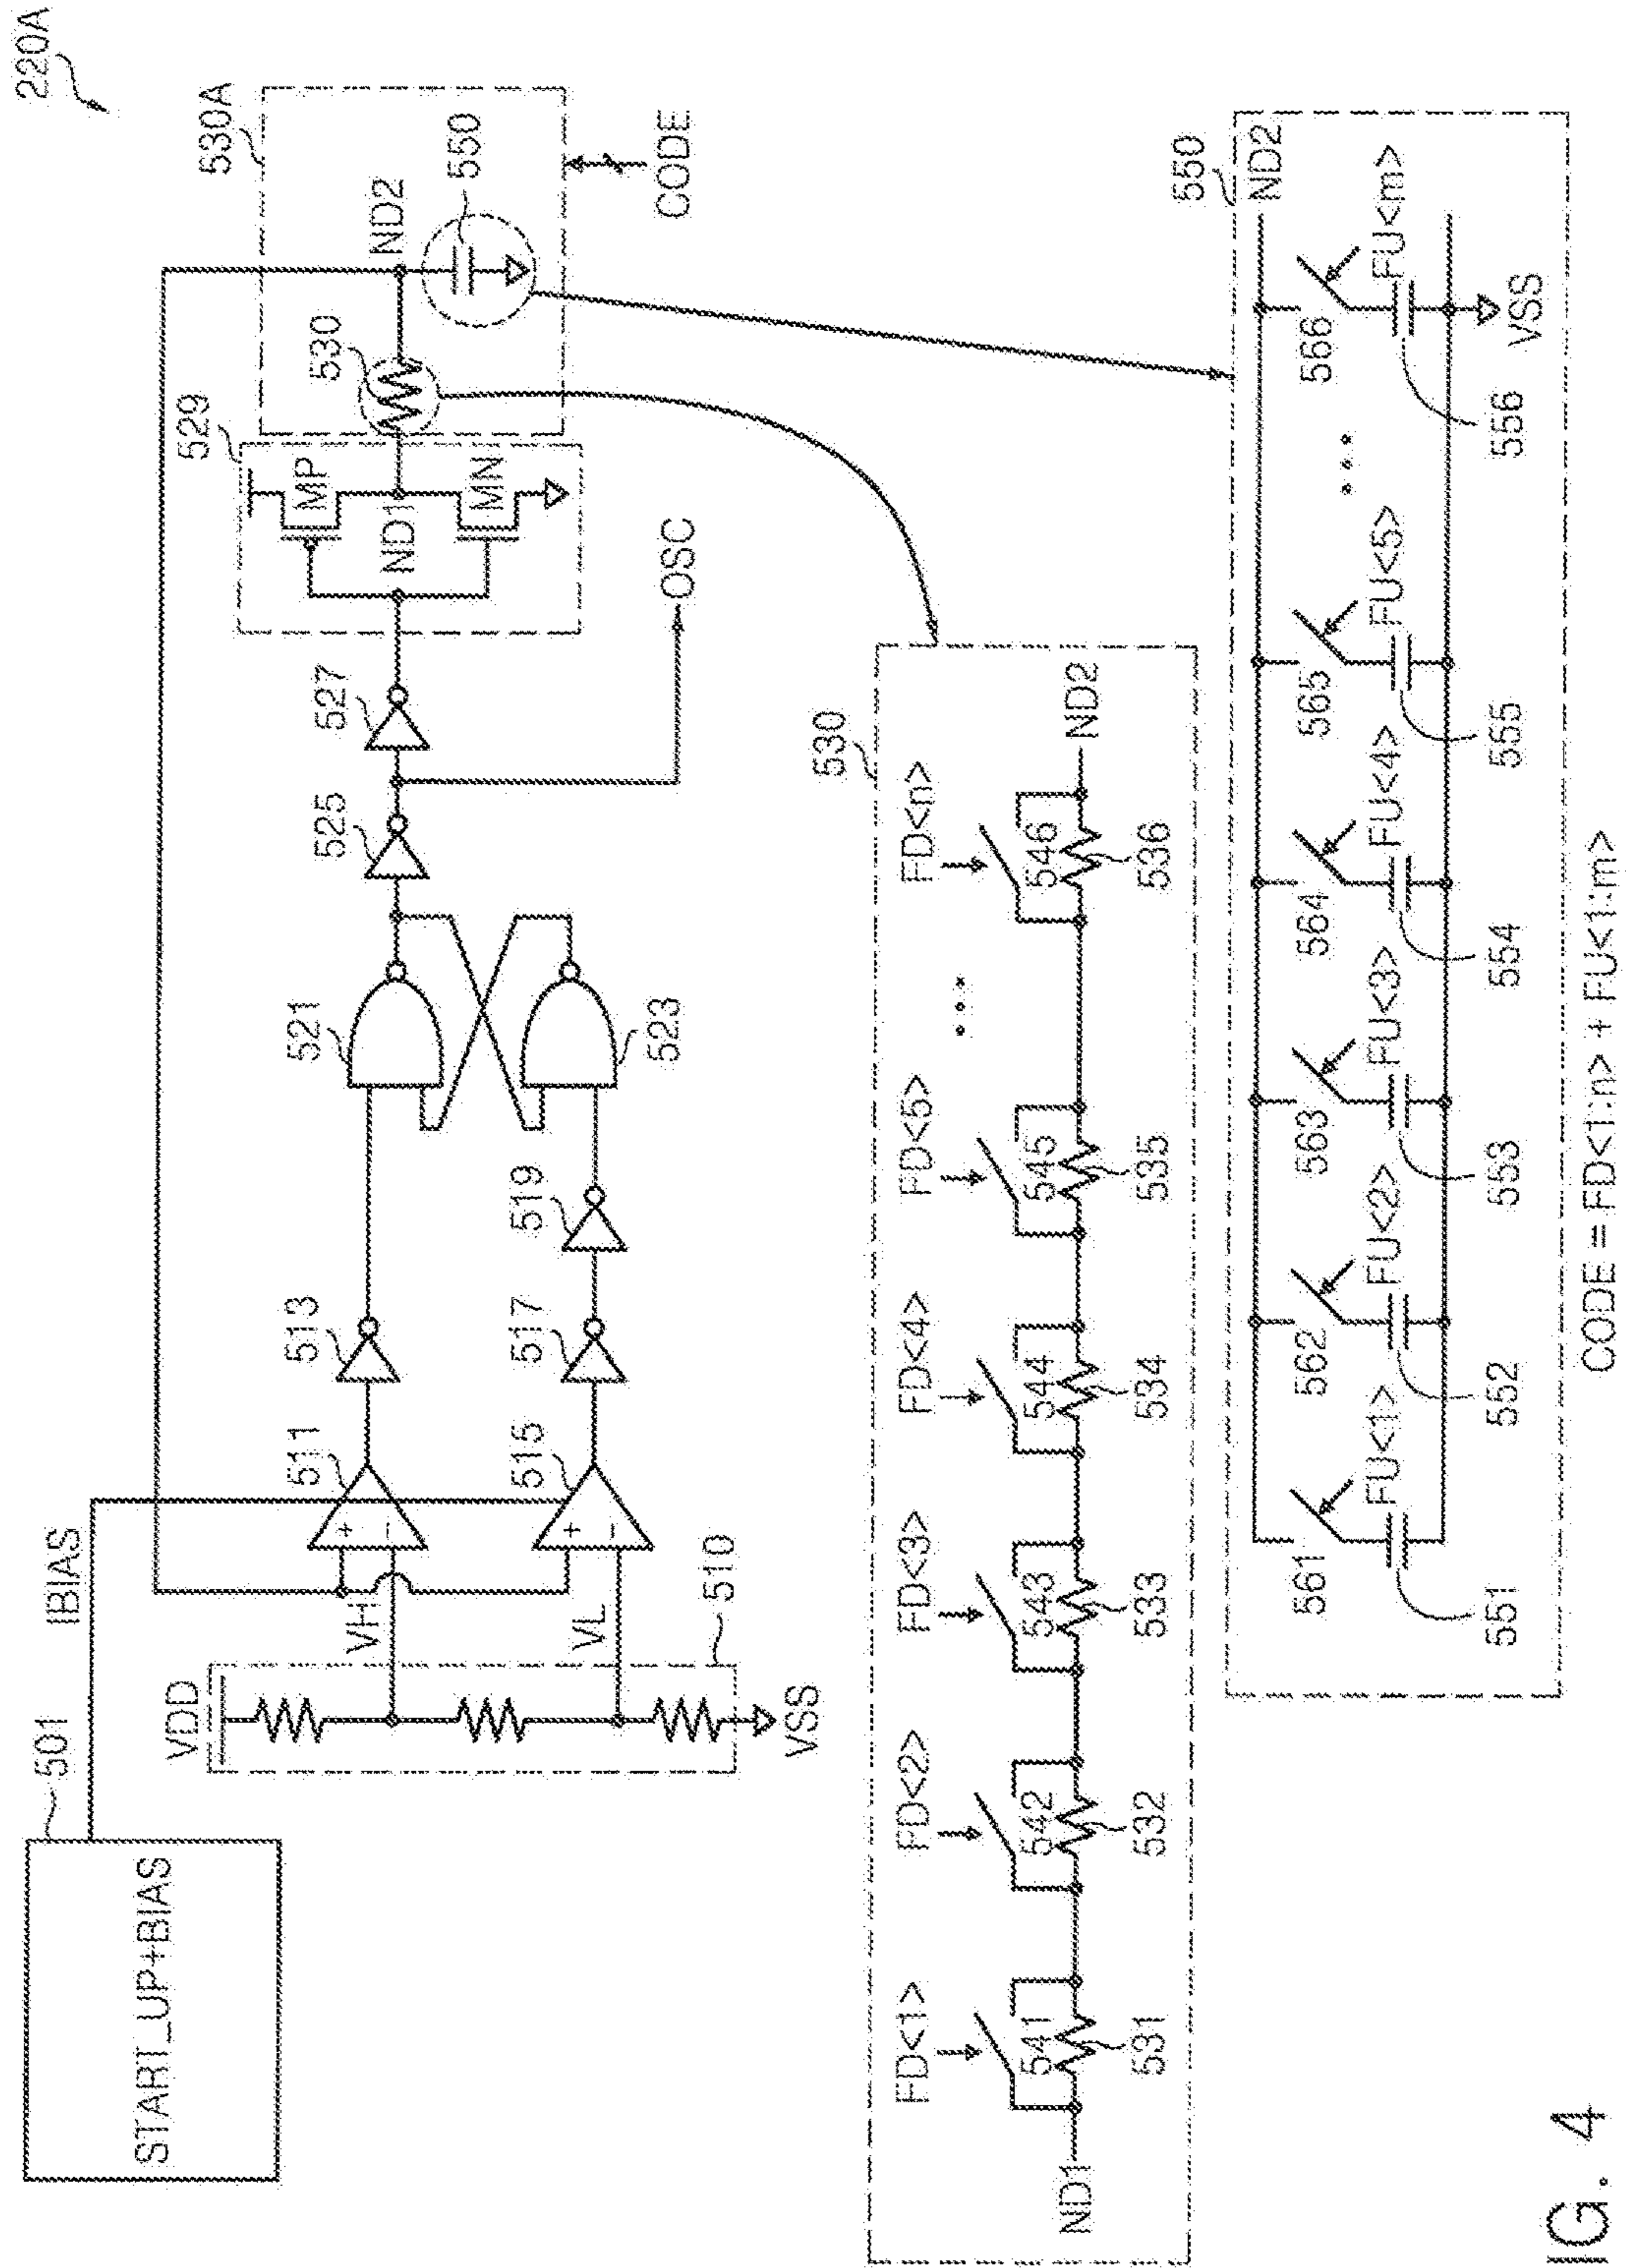 220A
START_UP+BIAS
501
IBIAS
VDD
VH
VL
VSS
510
511
+
-
515
+
-
513
517
519
521
523
525
527
OSC
529
MP
ND1
MN
530A
530
ND2
550
CODE
530
FD<1>
FD<2>
FD<3>
FD<4>
FD<5>
FD<n>
...
541
542
543
544
545
546
ND1
ND2
531
532
533
534
535
536
550
ND2
561
562
563
564
565
566
FU<1>
FU<2>
FU<3>
FU<4>
FU<5>
FU<m>
...
551
552
553
554
555
556
VSS
CODE = FD<1:n> + FU<1:m>
IG. 4